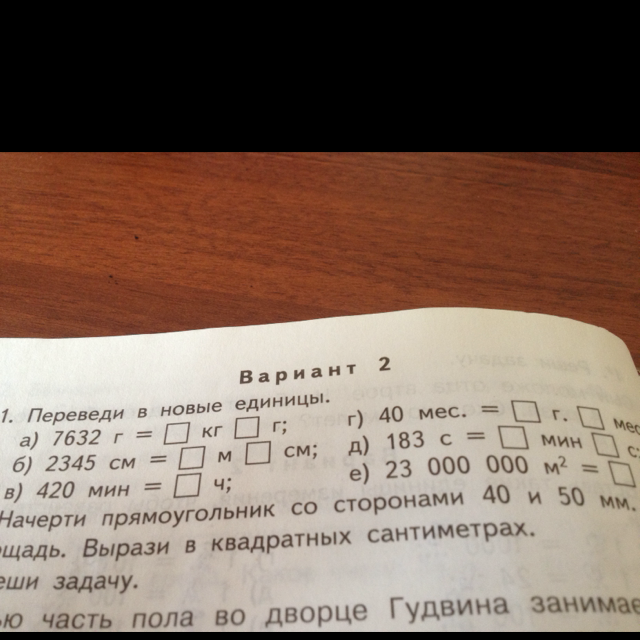 Вариант 2
1. Переведи в новые единицы.
а) 7632 г = □ кг □ г; г) 40 мес. = □ г. □ мес
б) 2345 см = □ м □ см; д) 183 с = □ мин □ с;
в) 420 мин = □ ч; е) 23 000 000 м² = □
Начерти прямоугольник со сторонами 40 и 50 мм.
ощадь. Вырази в квадратных сантиметрах.
еши задачу.
ью часть пола во дворце Гудвина занимае